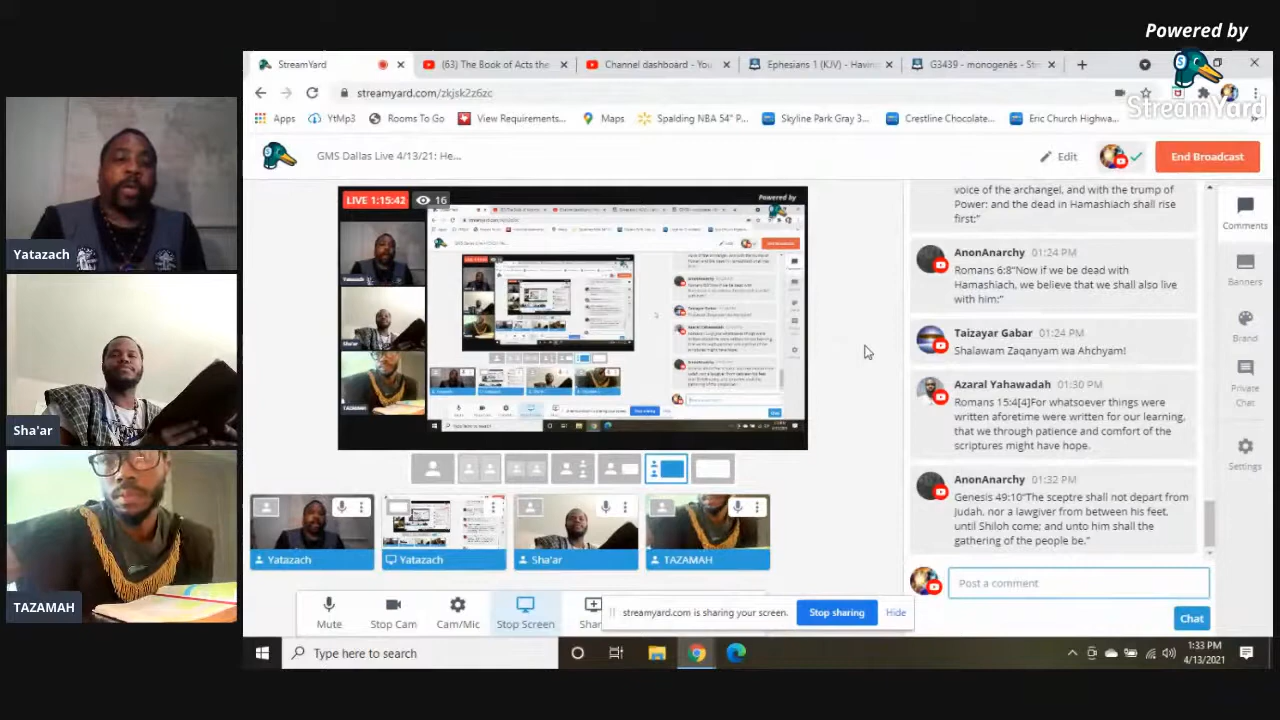 Powered by
StreamYard
StreamYard
(63) The Book of Acts the
Channel dashboard - You
Ephesians 1 (KJV) - Havin
G3439 - monogenēs - Str
streamyard.com/zkjsk2z6zc
Apps
YtMp3
Rooms To Go
View Requirements...
Maps
Spalding NBA 54" P...
Skyline Park Gray 3...
Crestline Chocolate...
Eric Church Highwa...
GMS Dallas Live 4/13/21: He...
Edit
End Broadcast
Yatazach
Sha'ar
TAZAMAH
LIVE 1:15:42
16
Powered by
voice of the archangel, and with the trump of
Power: and the dead in Hamashiach shall rise
first:"
AnonAnarchy 01:24 PM
Romans 6:8"Now if we be dead with
Hamashiach, we believe that we shall also live
with him:"
Taizayar Gabar 01:24 PM
Shalawam Zaqanyam wa Ahchyam!
Azaral Yahawadah 01:30 PM
Romans 15:4[4]For whatsoever things were
written aforetime were written for our learning,
that we through patience and comfort of the
scriptures might have hope.
AnonAnarchy 01:32 PM
Genesis 49:10"The sceptre shall not depart from
Judah, nor a lawgiver from between his feet,
until Shiloh come; and unto him shall the
gathering of the people be."
Post a comment
Chat
Comments
Banners
Brand
Private
Chat
Settings
Yatazach
Yatazach
Sha'ar
TAZAMAH
Mute
Stop Cam
Cam/Mic
Stop Screen
Shar
streamyard.com is sharing your screen.
Stop sharing
Hide
Type here to search
1:33 PM
4/13/2021